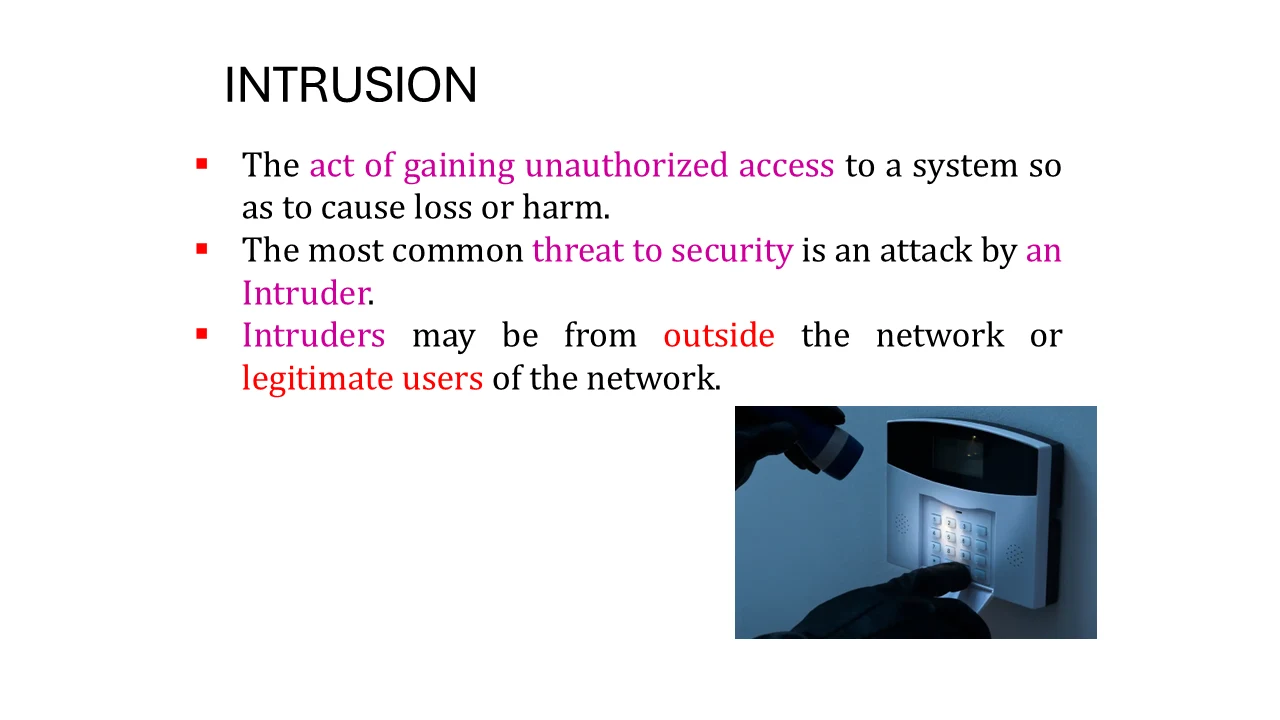 INTRUSION
▪ The act of gaining unauthorized access to a system so
as to cause loss or harm.
▪ The most common threat to security is an attack by an
Intruder.
▪ Intruders may be from outside the network or
legitimate users of the network.